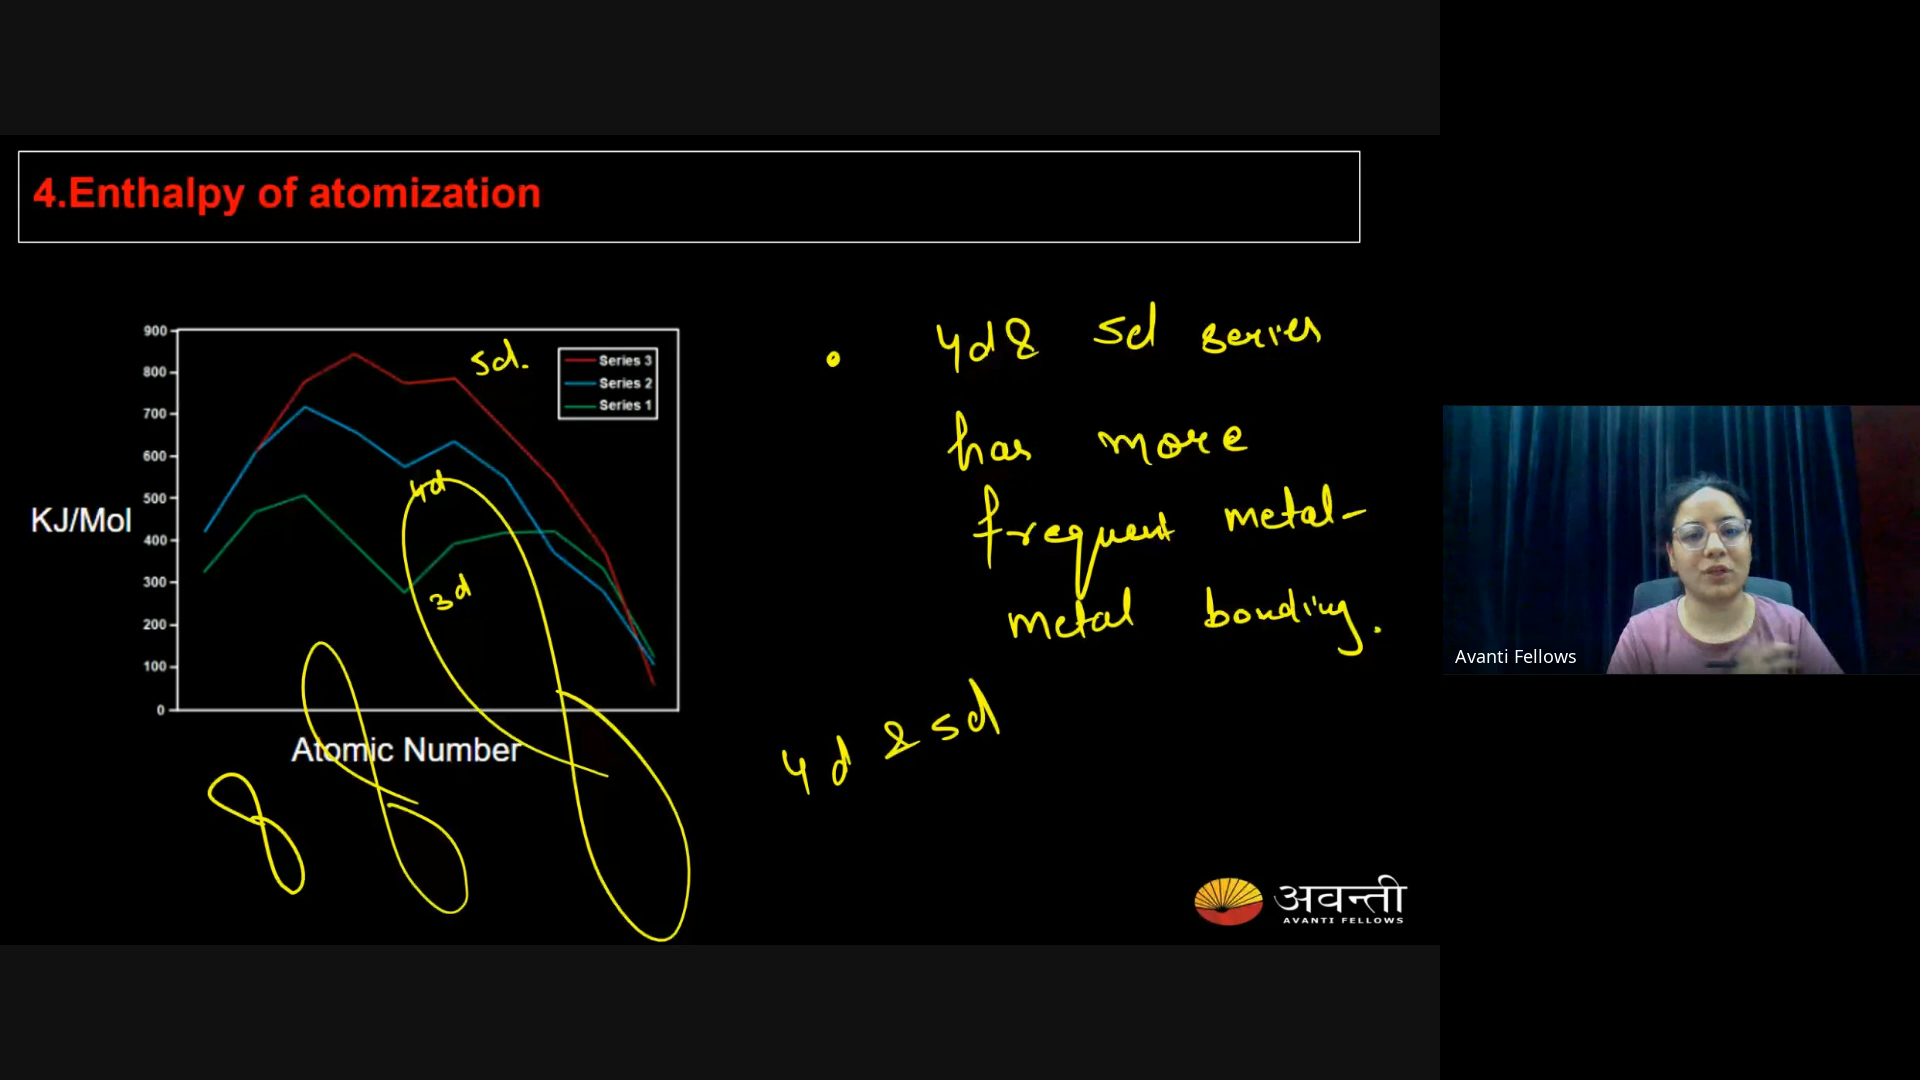 4.Enthalpy of atomization
900
800
700
600
500
400
300
200
100
0
KJ/Mol
Atomic Number
Series 3
Series 2
Series 1
5d.
4d
3d
4d & 5d series
has more
frequent metal-
metal bonding.
4d & 5d
अवन्ती
AVANTI FELLOWS
Avanti Fellows